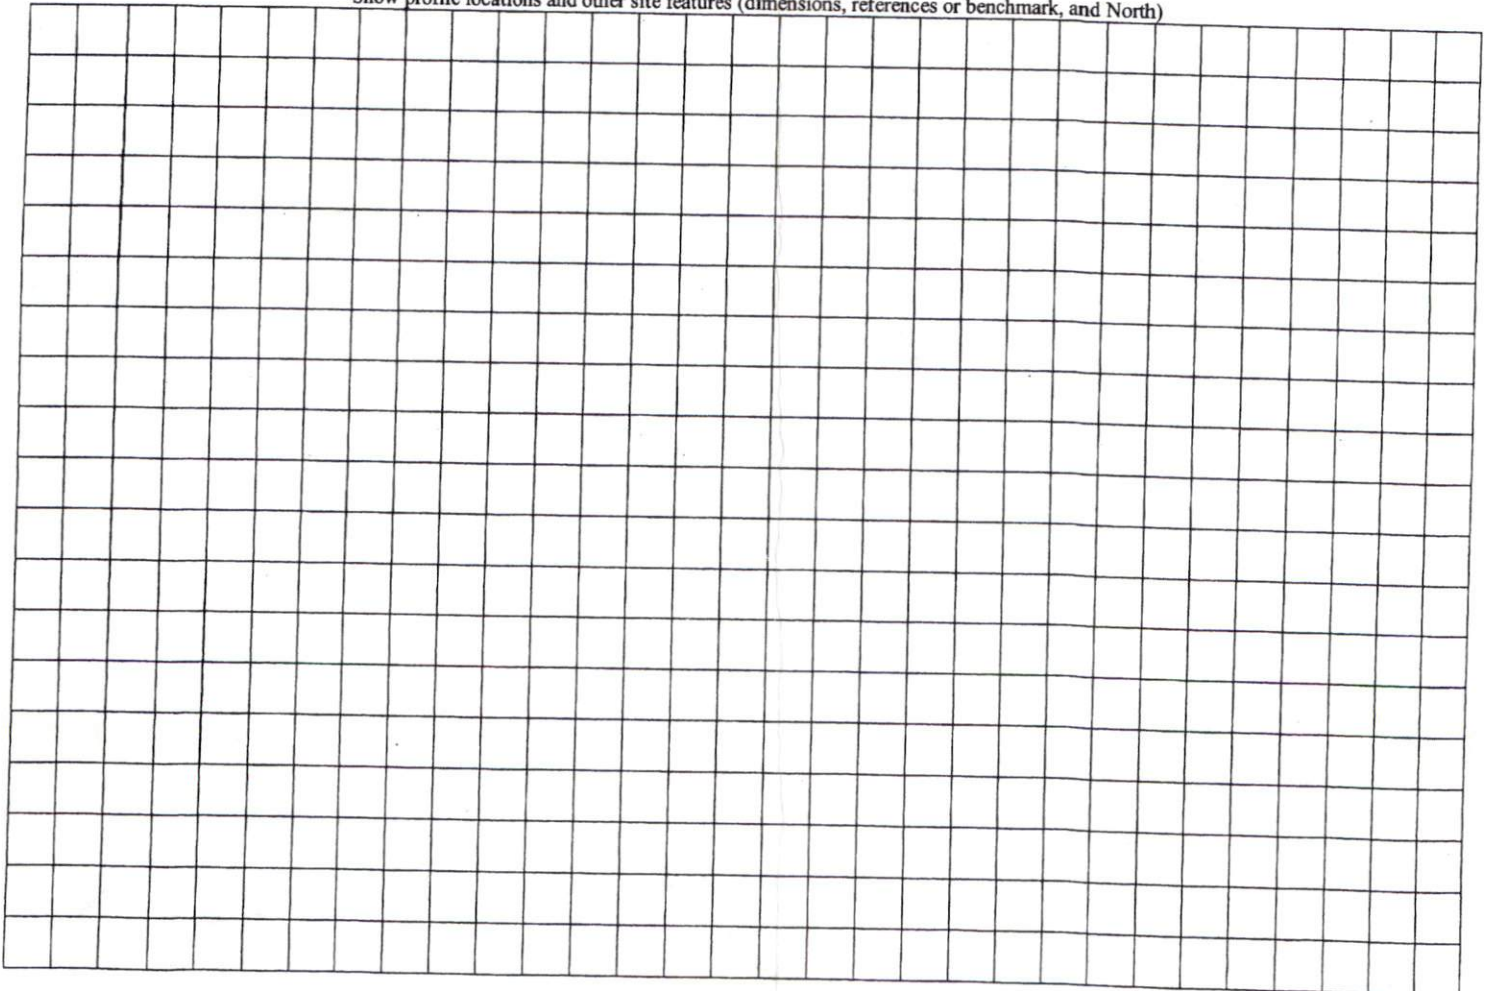 Show profile locations and other site features (dimensions, references or benchmark, and North)